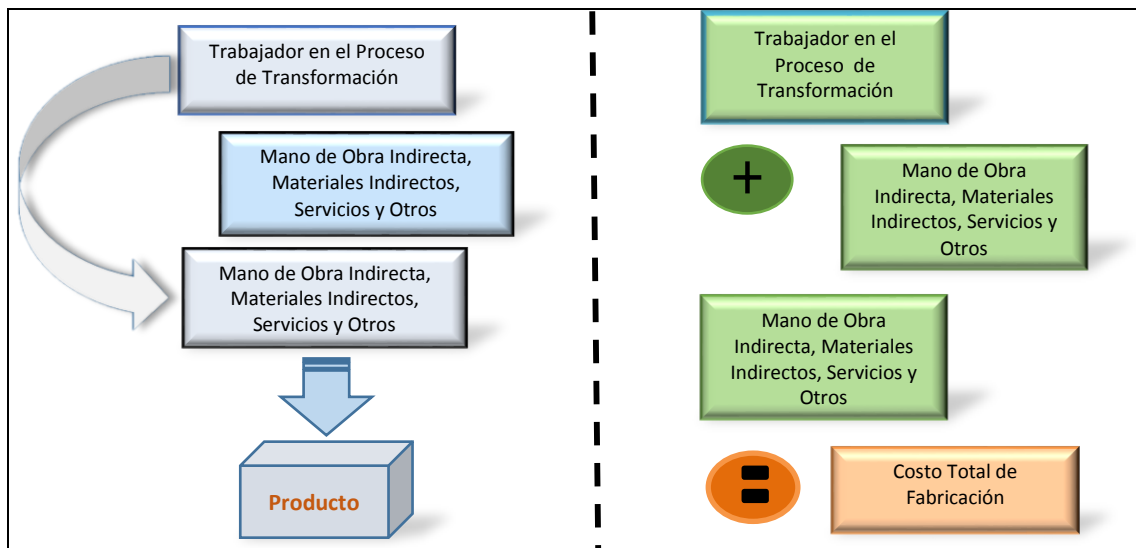 Trabajador en el Proceso
de Transformación
Mano de Obra Indirecta,
Materiales Indirectos,
Servicios y Otros
Mano de Obra Indirecta,
Materiales Indirectos,
Servicios y Otros
Producto
Trabajador en el
Proceso de
Transformación
+
Mano de Obra
Indirecta, Materiales
Indirectos, Servicios y
Otros
Mano de Obra
Indirecta, Materiales
Indirectos, Servicios y
Otros
=
Costo Total de
Fabricación